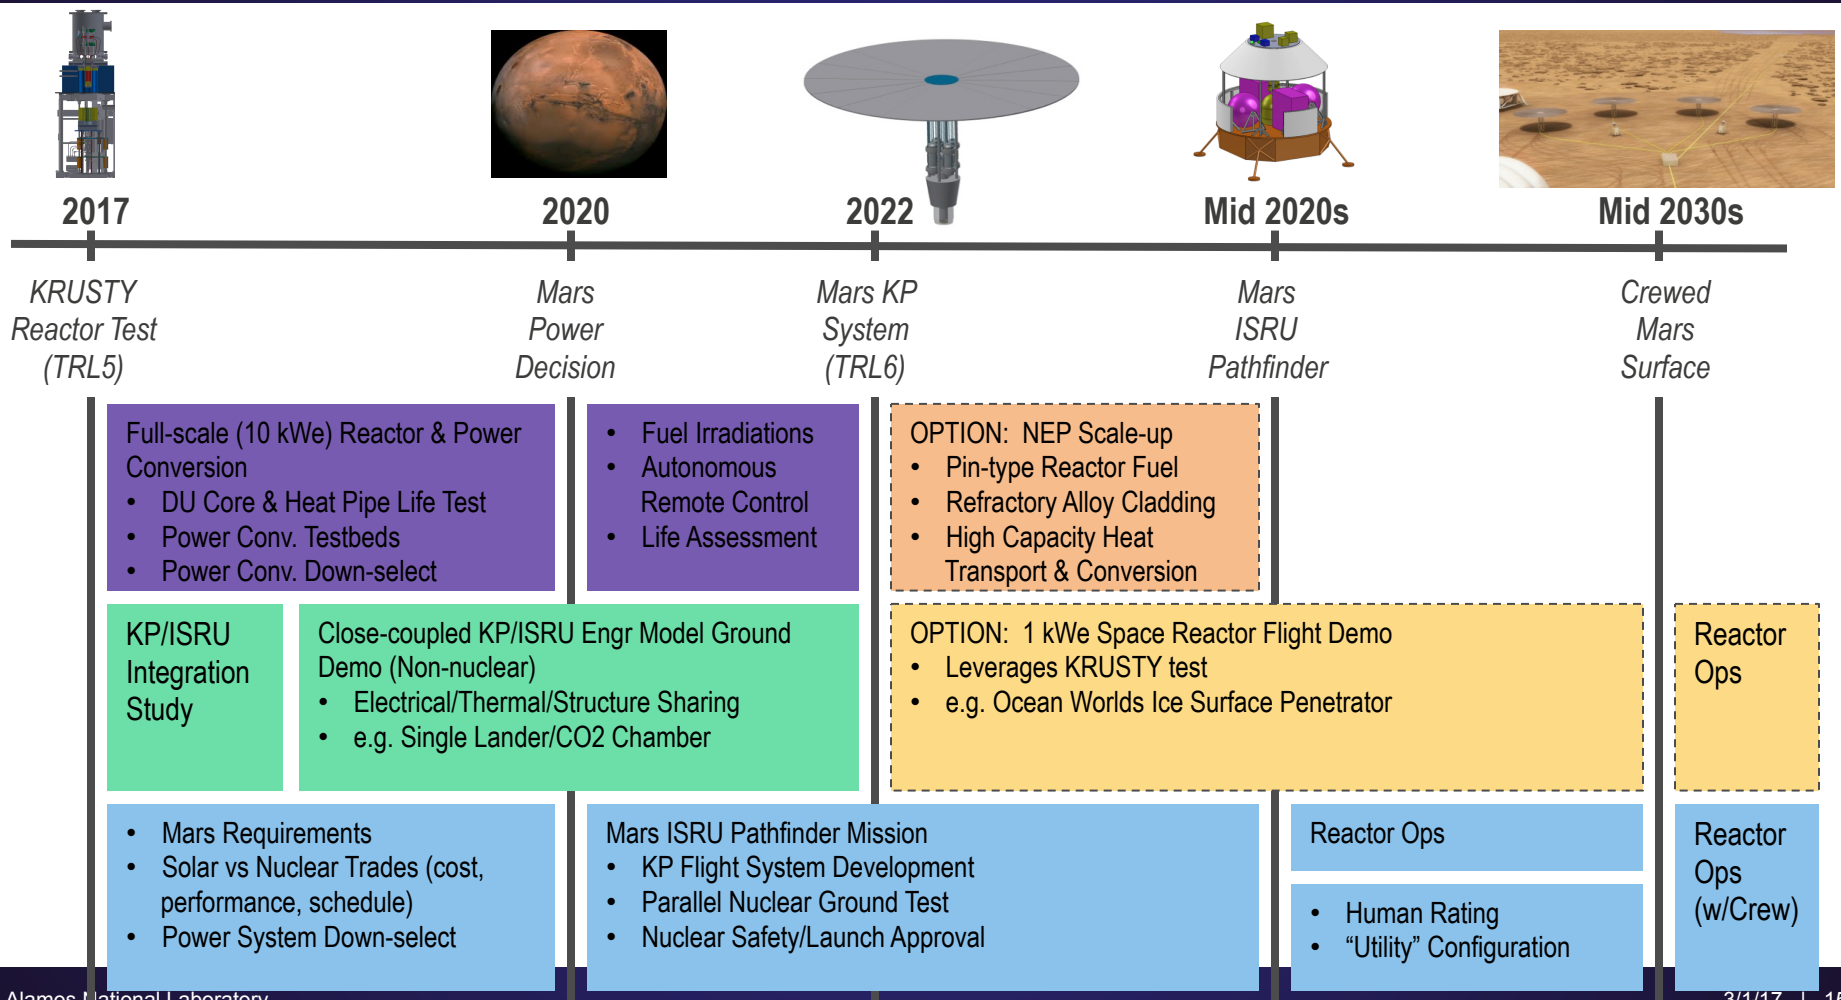 2017
2020
2022
Mid 2020s
Mid 2030s
KRUSTY
Reactor Test
(TRL5)
Mars
Power
Decision
Mars KP
System
(TRL6)
Mars
ISRU
Pathfinder
Crewed
Mars
Surface
Full-scale (10 kWe) Reactor & Power
Conversion
• DU Core & Heat Pipe Life Test
• Power Conv. Testbeds
• Power Conv. Down-select
• Fuel Irradiations
• Autonomous
Remote Control
• Life Assessment
OPTION: NEP Scale-up
• Pin-type Reactor Fuel
• Refractory Alloy Cladding
• High Capacity Heat
Transport & Conversion
KP/ISRU
Integration
Study
Close-coupled KP/ISRU Engr Model Ground
Demo (Non-nuclear)
• Electrical/Thermal/Structure Sharing
• e.g. Single Lander/CO2 Chamber
OPTION: 1 kWe Space Reactor Flight Demo
• Leverages KRUSTY test
• e.g. Ocean Worlds Ice Surface Penetrator
Reactor
Ops
• Mars Requirements
• Solar vs Nuclear Trades (cost,
performance, schedule)
• Power System Down-select
Mars ISRU Pathfinder Mission
• KP Flight System Development
• Parallel Nuclear Ground Test
• Nuclear Safety/Launch Approval
Reactor Ops
• Human Rating
• “Utility” Configuration
Reactor
Ops
(w/Crew)
Alamos National Laboratory
3/1/17 |